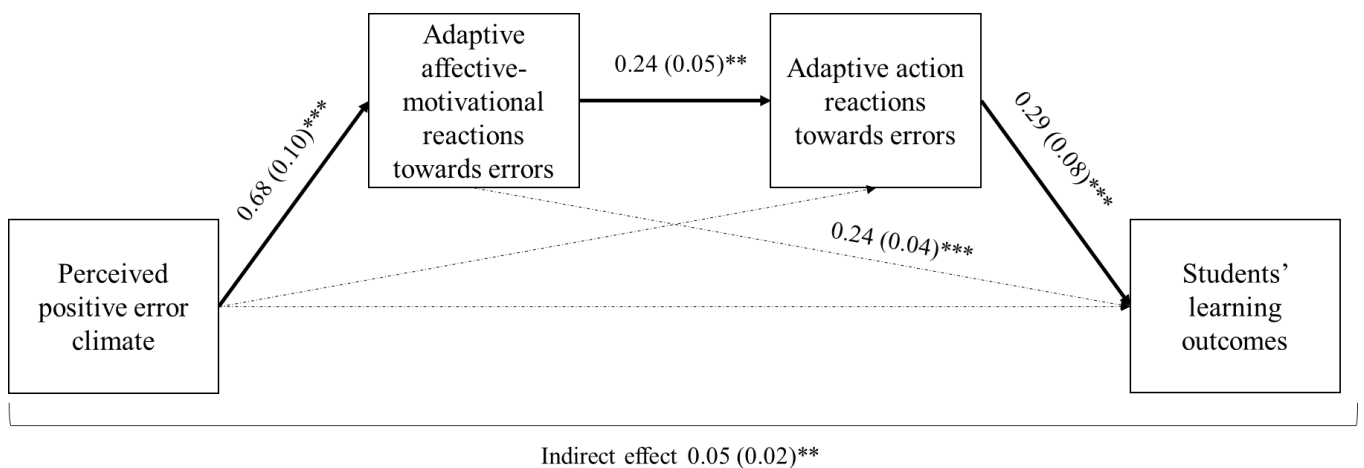 Adaptive
affective-
motivational
reactions
towards errors
0.24 (0.05)**
Adaptive action
reactions
towards errors
0.68 (0.10)***
0.29 (0.08)***
0.24 (0.04)***
Perceived
positive error
climate
Students’
learning
outcomes
Indirect effect 0.05 (0.02)**